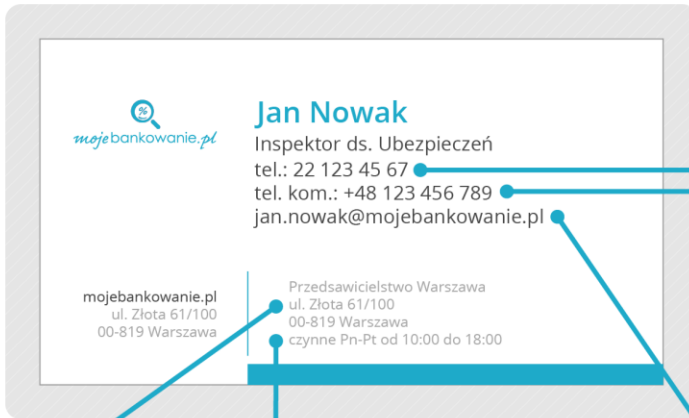 %
mojebankowanie.pl
Jan Nowak
Inspektor ds. Ubezpieczeń
tel.: 22 123 45 67
tel. kom.: +48 123 456 789
jan.nowak@mojebankowanie.pl
mojebankowanie.pl
ul. Złota 61/100
00-819 Warszawa
Przedsawicielstwo Warszawa
ul. Złota 61/100
00-819 Warszawa
czynne Pn-Pt od 10:00 do 18:00